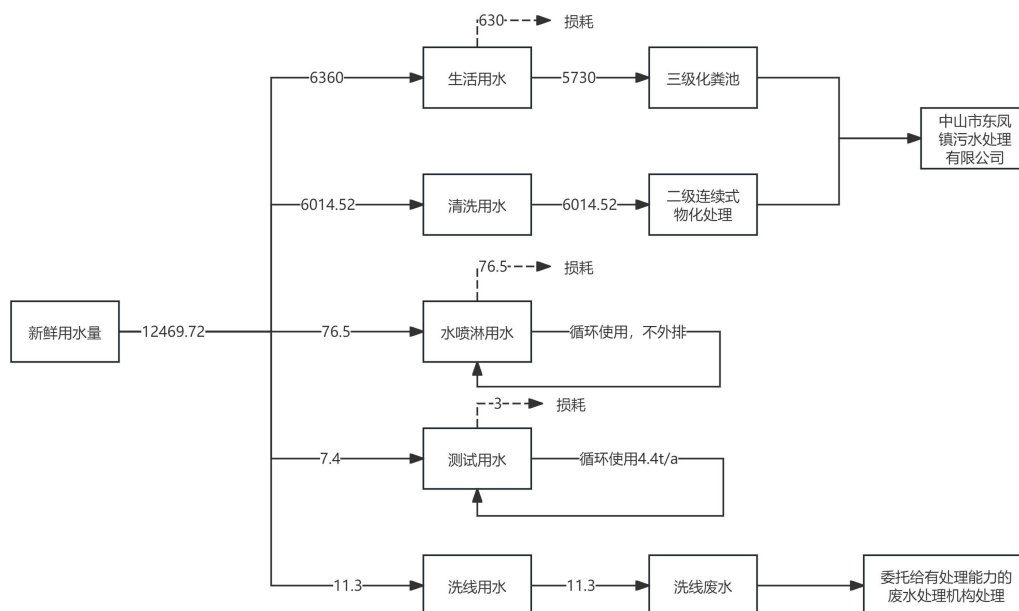 630
损耗
6360
生活用水
5730
三级化粪池
中山市东凤
镇污水处理
有限公司
6014.52
清洗用水
6014.52
二级连续式
物化处理
76.5
损耗
新鲜用水量
12469.72
76.5
水喷淋用水
循环使用，不外排
3
损耗
7.4
测试用水
循环使用4.4t/a
11.3
洗线用水
11.3
洗线废水
委托给有处理能力的
废水处理机构处理